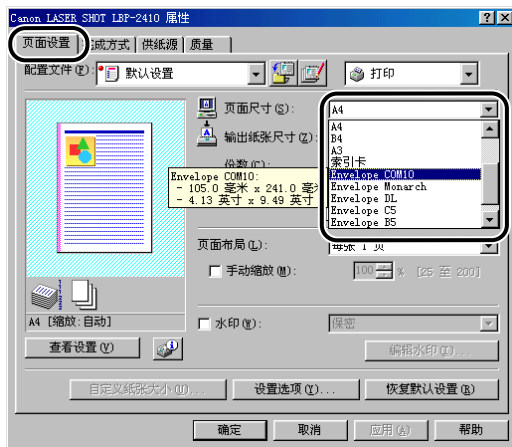 Canon LASER SHOT LBP-2410 属性
页面设置 完成方式 供纸源 质量
配置文件(F): 默认设置 打印
页面尺寸(S): A4
输出纸张尺寸(Z):
份数(C):
A4
B4
A3
索引卡
Envelope COM10
Envelope Monarch
Envelope DL
Envelope C5
Envelope B5
Envelope COM10:
- 105.0 毫米 x 241.0 毫
- 4.13 英寸 x 9.49 英寸
页面布局(L): 每张 1 页
手动缩放(M): 100 % [25 至 200]
A4 [缩放:自动]
水印(W): 保密
查看设置(V) 编辑水印(I)...
自定义纸张大小(U)... 设置选项(Y)... 恢复默认设置(R)
确定 取消 应用(A) 帮助